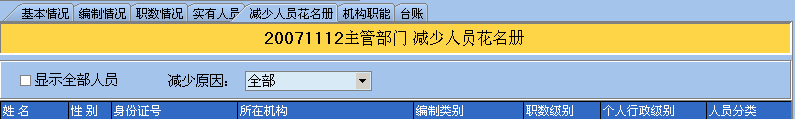 基本情况 编制情况 职数情况 实有人员 减少人员花名册 机构职能 台账
20071112主管部门 减少人员花名册
显示全部人员 减少原因： 全部
姓 名 性 别 身份证号 所在机构 编制类别 职数级别 个人行政级别 人员分类